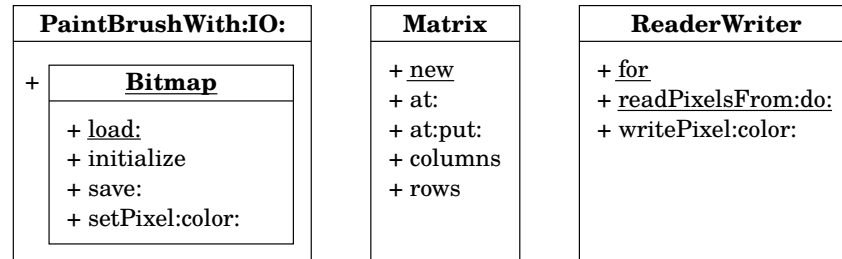 PaintBrushWith:IO:
+ Bitmap
+ load:
+ initialize
+ save:
+ setPixel:color:
Matrix
+ new
+ at:
+ at:put:
+ columns
+ rows
ReaderWriter
+ for
+ readPixelsFrom:do:
+ writePixel:color: